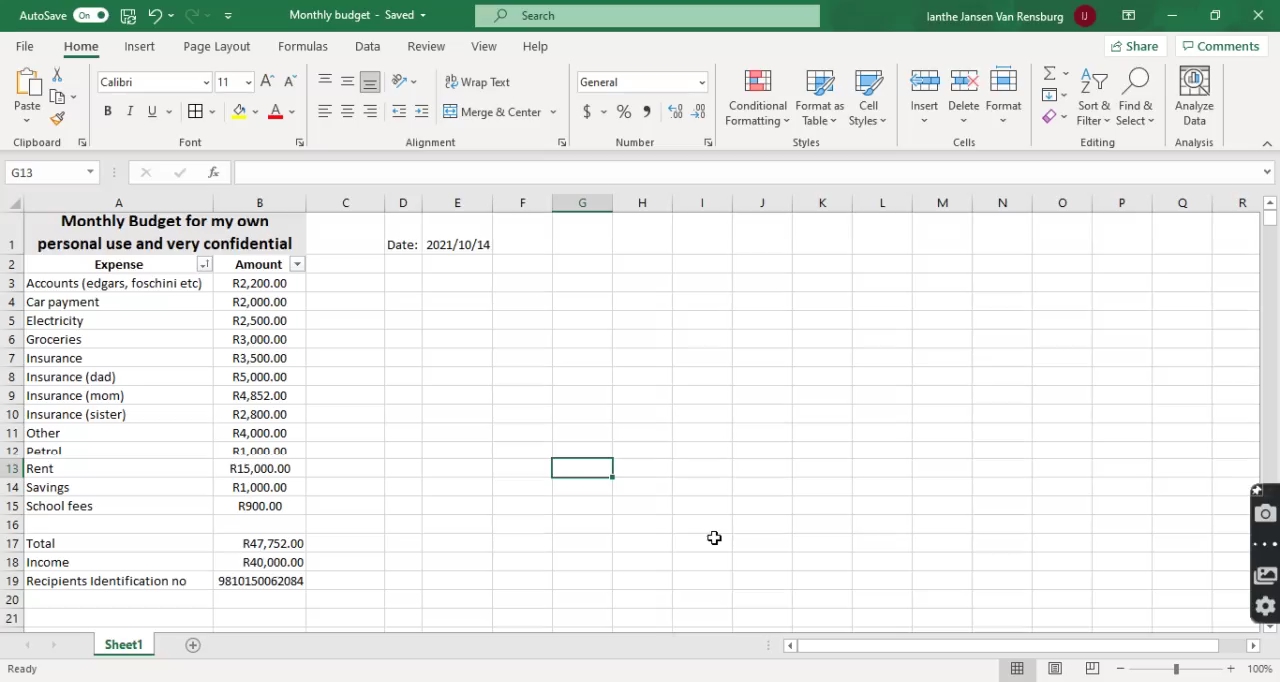 AutoSave On Monthly budget - Saved Search Ianthe Jansen Van Rensburg IJ
File Home Insert Page Layout Formulas Data Review View Help Share Comments
Calibri 11 A A Wrap Text General $ % Σ
Paste B I U A Merge & Center Conditional Formatting Format as Table Cell Styles Insert Delete Format Sort & Filter Find & Select Analyze Data
Clipboard Font Alignment Number Styles Cells Editing Analysis
G13 fx
A B C D E F G H I J K L M N O P Q R
1 Monthly Budget for my own
personal use and very confidential Date: 2021/10/14
2 Expense Amount
3 Accounts (edgars, foschini etc) R2,200.00
4 Car payment R2,000.00
5 Electricity R2,500.00
6 Groceries R3,000.00
7 Insurance R3,500.00
8 Insurance (dad) R5,000.00
9 Insurance (mom) R4,852.00
10 Insurance (sister) R2,800.00
11 Other R4,000.00
12 Petrol R1,000.00
13 Rent R15,000.00
14 Savings R1,000.00
15 School fees R900.00
16
17 Total R47,752.00
18 Income R40,000.00
19 Recipients Identification no 9810150062084
20
21
Sheet1
Ready 100%